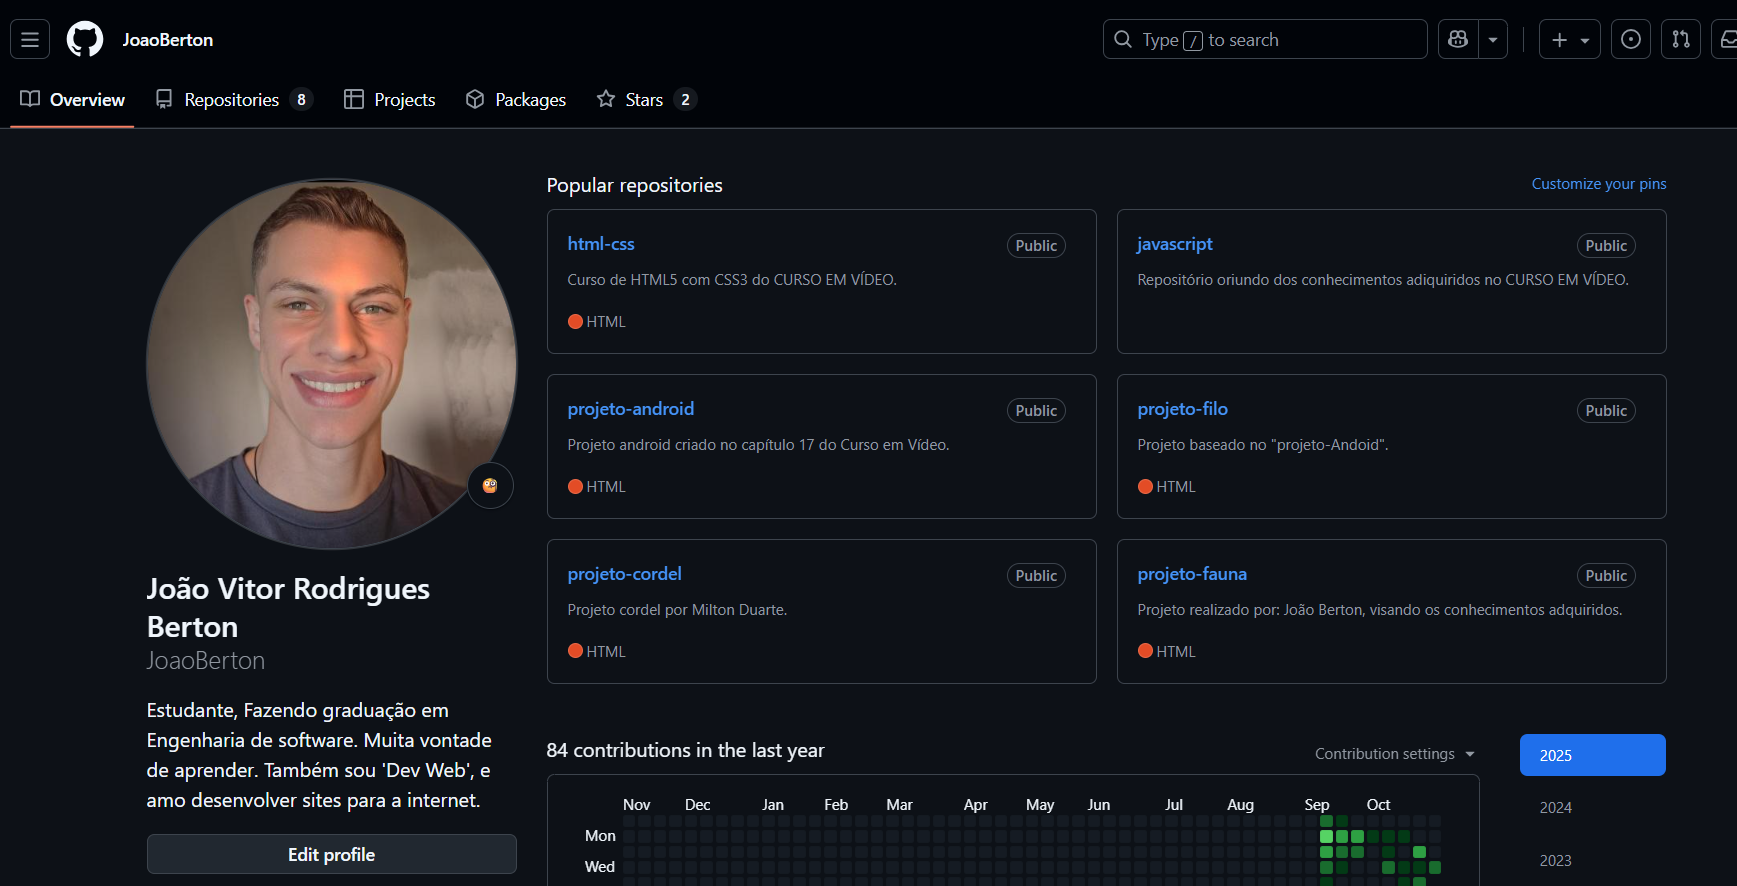 JoaoBerton
Type / to search
Overview
Repositories 8
Projects
Packages
Stars 2
João Vitor Rodrigues
Berton
JoaoBerton
Estudante, Fazendo graduação em
Engenharia de software. Muita vontade
de aprender. Também sou 'Dev Web', e
amo desenvolver sites para a internet.
Edit profile
Popular repositories
Customize your pins
html-css
Public
Curso de HTML5 com CSS3 do CURSO EM VÍDEO.
HTML
javascript
Public
Repositório oriundo dos conhecimentos adiquiridos no CURSO EM VÍDEO.
projeto-android
Public
Projeto android criado no capítulo 17 do Curso em Vídeo.
HTML
projeto-filo
Public
Projeto baseado no "projeto-Andoid".
HTML
projeto-cordel
Public
Projeto cordel por Milton Duarte.
HTML
projeto-fauna
Public
Projeto realizado por: João Berton, visando os conhecimentos adquiridos.
HTML
84 contributions in the last year
Contribution settings
2025
2024
2023
Nov Dec Jan Feb Mar Apr May Jun Jul Aug Sep Oct
Mon
Wed